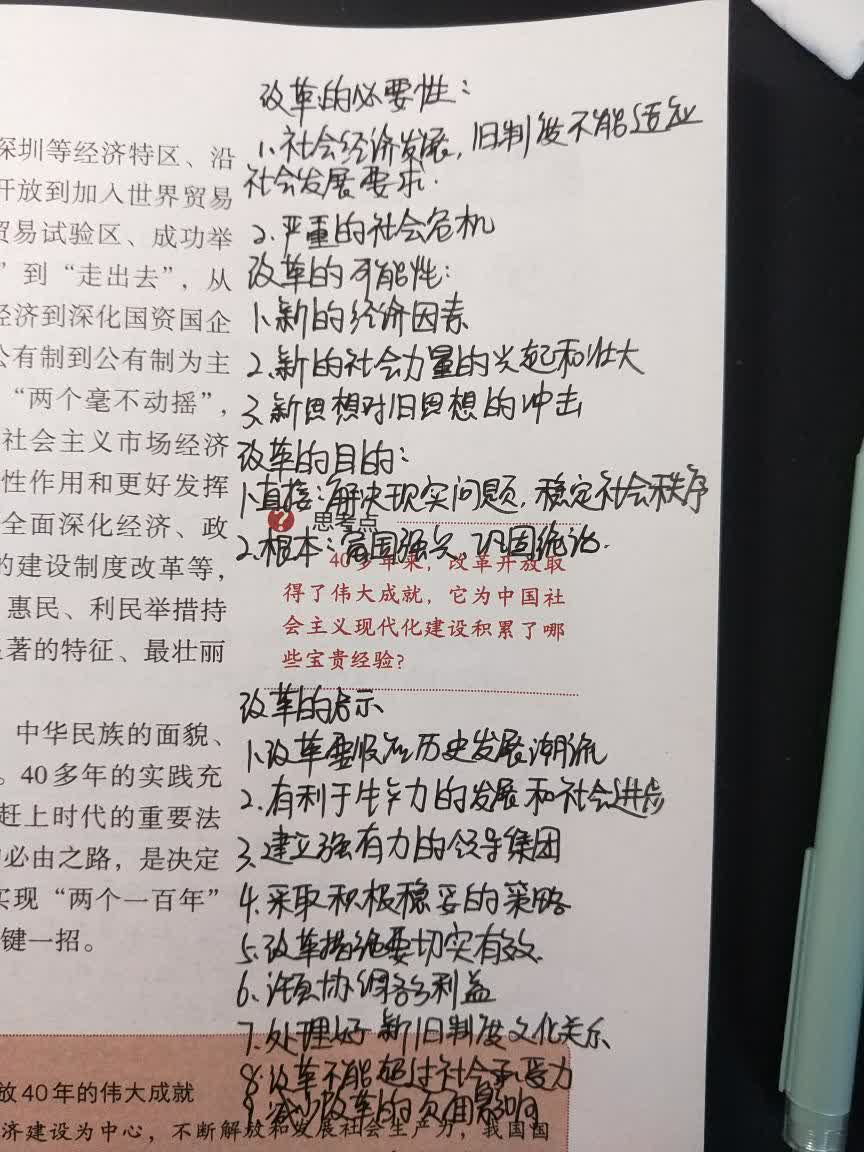 深圳等经济特区、沿
开放到加入世界贸易
贸易试验区、成功举
”到“走出去”，从
经济到深化国资国企
公有制到公有制为主
“两个毫不动摇”，
社会主义市场经济
性作用和更好发挥
全面深化经济、政
的建设制度改革等，
惠民、利民举措持
显著的特征、最壮丽
中华民族的面貌、
。40多年的实践充
赶上时代的重要法
必由之路，是决定
实现“两个一百年”
键一招。
改革的必要性：
1.社会经济发展，旧制度不能适应
社会发展要求.
2.严重的社会危机
改革的可能性：
1.新的经济因素
2.新的社会力量的兴起和壮大
3.新思想对旧思想的冲击
改革的目的：
1.直接：解决现实问题，稳定社会秩序
思考点
2.根本：富国强兵，巩固统治.
40多年来，改革开放取
得了伟大成就，它为中国社
会主义现代化建设积累了哪
些宝贵经验？
改革的启示
1.改革要顺应历史发展潮流
2.有利于生产力的发展和社会进步
3.建立强有力的领导集团
4.采取积极稳妥的策略
5.改革措施要切实有效.
6.须协调各方利益
7.处理好新旧制度文化关系
8.改革不能超过社会承受力
9.减少改革的负面影响
放40年的伟大成就
济建设为中心，不断解放和发展社会生产力，我国国